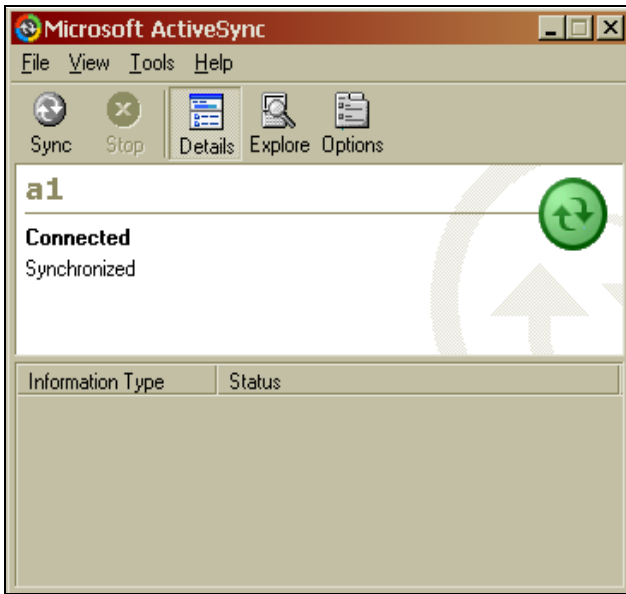 Microsoft ActiveSync
File View Tools Help
Sync Stop Details Explore Options
a1
Connected
Synchronized
Information Type Status